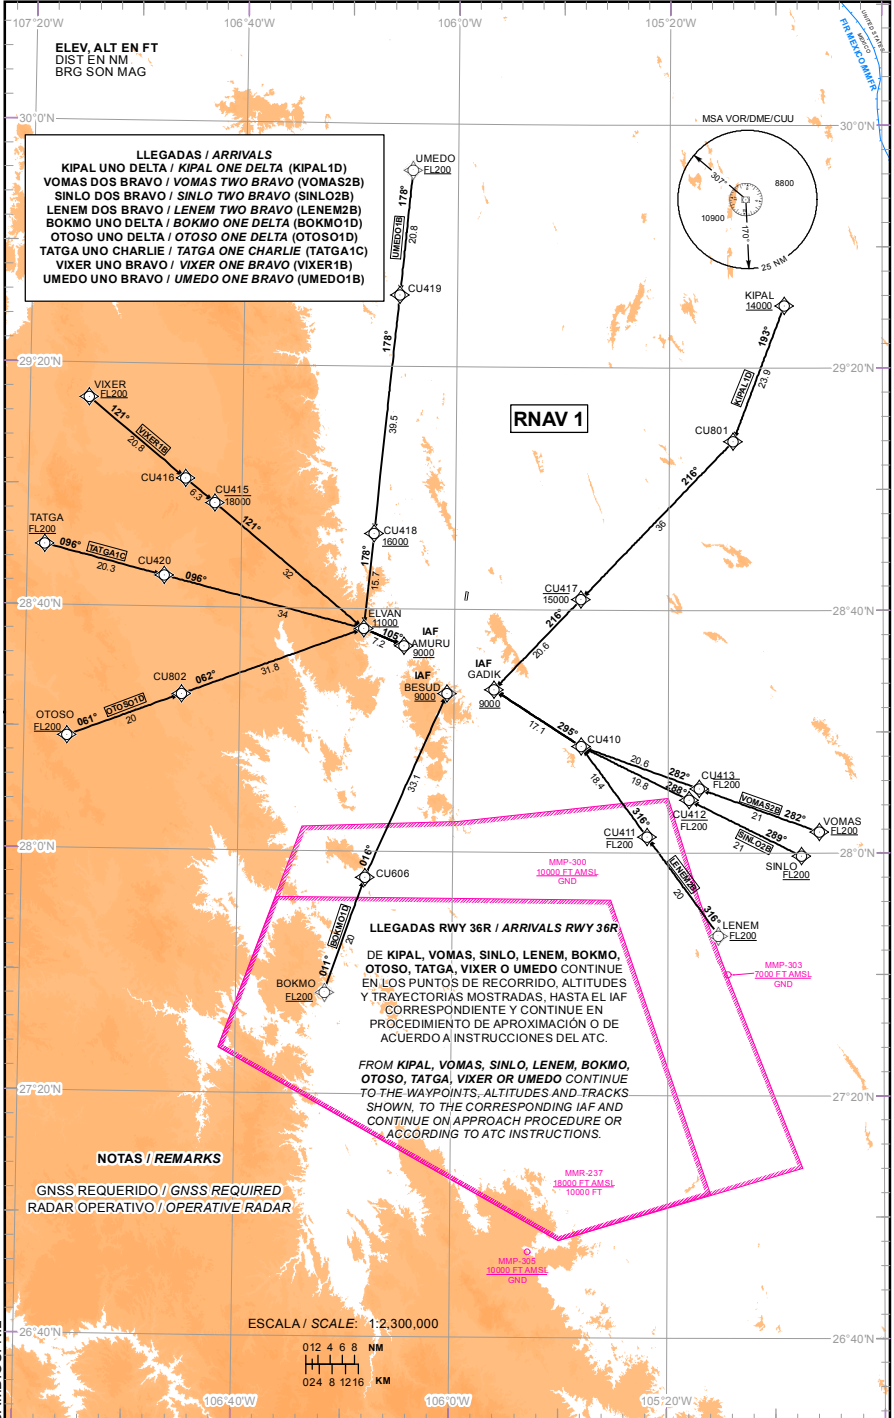 107°20'W
106°40'W
106°0'W
105°20'W
UNITED STATES
MEXICO
FIR MEXICO/MMFR
ELEV, ALT EN FT
DIST EN NM
BRG SON MAG
30°0'N
30°0'N
MSA VOR/DME/CUU
307°
8800
10900
170°
25 NM
LLEGADAS / ARRIVALS
KIPAL UNO DELTA / KIPAL ONE DELTA (KIPAL1D)
VOMAS DOS BRAVO / VOMAS TWO BRAVO (VOMAS2B)
SINLO DOS BRAVO / SINLO TWO BRAVO (SINLO2B)
LENEM DOS BRAVO / LENEM TWO BRAVO (LENEM2B)
BOKMO UNO DELTA / BOKMO ONE DELTA (BOKMO1D)
OTOSO UNO DELTA / OTOSO ONE DELTA (OTOSO1D)
TATGA UNO CHARLIE / TATGA ONE CHARLIE (TATGA1C)
VIXER UNO BRAVO / VIXER ONE BRAVO (VIXER1B)
UMEDO UNO BRAVO / UMEDO ONE BRAVO (UMEDO1B)
UMEDO
FL200
178°
UMEDO1B
20.8
CU419
178°
39.5
KIPAL
14000
193°
KIPAL1D
23.9
CU801
29°20'N
29°20'N
RNAV 1
VIXER
FL200
121°
VIXER1B
20.8
CU416
6.3
CU415
18000
121°
32
216°
36
TATGA
FL200
096°
TATGA1C
20.3
CU420
096°
34
CU418
16000
178°
15.7
CU417
15000
216°
20.6
28°40'N
28°40'N
ELVAN
11000
105°
7.2
IAF
AMURU
9000
IAF
BESUD
9000
IAF
GADIK
9000
OTOSO
FL200
061°
OTOSO1D
20
CU802
062°
31.8
295°
17.1
CU410
20.6
282°
CU413
FL200
19.8
288°
CU412
FL200
VOMAS2B
21
282°
VOMAS
FL200
SINLO2B
21
289°
SINLO
FL200
18.4
316°
CU411
FL200
LENEM2B
20
316°
LENEM
FL200
33.1
016°
CU606
BOKMO1D
20
011°
BOKMO
FL200
28°0'N
28°0'N
MMP-300
10000 FT AMSL
GND
MMP-303
7000 FT AMSL
GND
LLEGADAS RWY 36R / ARRIVALS RWY 36R
DE KIPAL, VOMAS, SINLO, LENEM, BOKMO,
OTOSO, TATGA, VIXER O UMEDO CONTINUE
EN LOS PUNTOS DE RECORRIDO, ALTITUDES
Y TRAYECTORIAS MOSTRADAS, HASTA EL IAF
CORRESPONDIENTE Y CONTINUE EN
PROCEDIMIENTO DE APROXIMACIÓN O DE
ACUERDO A INSTRUCCIONES DEL ATC.
FROM KIPAL, VOMAS, SINLO, LENEM, BOKMO,
OTOSO, TATGA, VIXER OR UMEDO CONTINUE
TO THE WAYPOINTS, ALTITUDES AND TRACKS
SHOWN, TO THE CORRESPONDING IAF AND
CONTINUE ON APPROACH PROCEDURE OR
ACCORDING TO ATC INSTRUCTIONS.
27°20'N
27°20'N
NOTAS / REMARKS
GNSS REQUERIDO / GNSS REQUIRED
RADAR OPERATIVO / OPERATIVE RADAR
MMR-237
18000 FT AMSL
10000 FT
MMP-305
10000 FT AMSL
GND
ESCALA / SCALE: 1:2,300,000
0 1 2 4 6 8 NM
0 2 4 8 12 16 KM
26°40'N
26°40'N
106°40'W
106°0'W
105°20'W